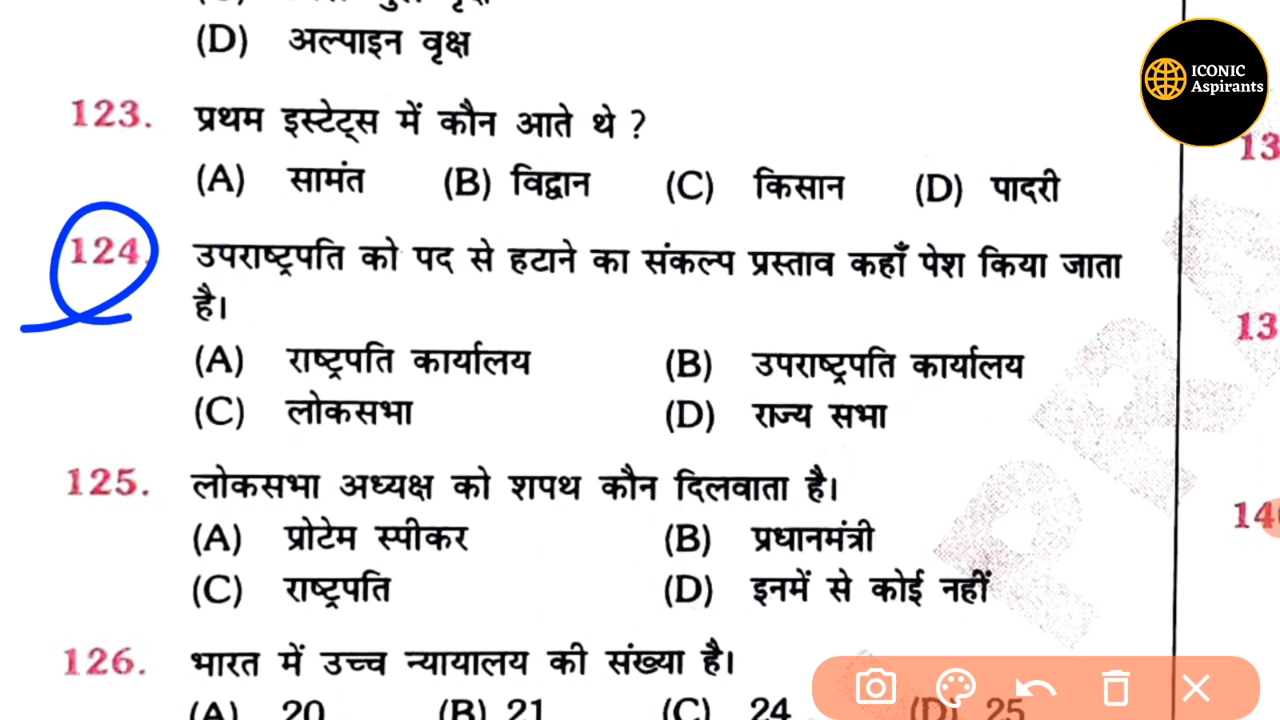 (D) अल्पाइन वृक्ष
ICONIC
Aspirants
123. प्रथम इस्टेट्स में कौन आते थे ?
(A) सामंत (B) विद्वान (C) किसान (D) पादरी
13
124. उपराष्ट्रपति को पद से हटाने का संकल्प प्रस्ताव कहाँ पेश किया जाता
है।
(A) राष्ट्रपति कार्यालय (B) उपराष्ट्रपति कार्यालय
13
(C) लोकसभा (D) राज्य सभा
125. लोकसभा अध्यक्ष को शपथ कौन दिलवाता है।
14
(A) प्रोटेम स्पीकर (B) प्रधानमंत्री
(C) राष्ट्रपति (D) इनमें से कोई नहीं
126. भारत में उच्च न्यायालय की संख्या है।
(A) 20 (B) 21 (C) 24 (D) 25